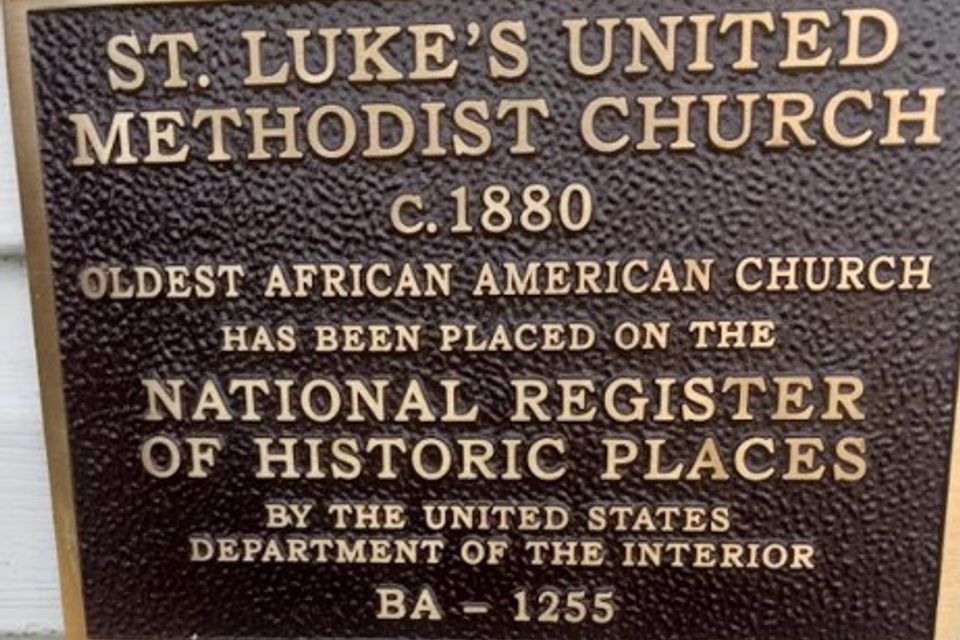 ST. LUKE'S UNITED
METHODIST CHURCH
C.1880
OLDEST AFRICAN AMERICAN CHURCH
HAS BEEN PLACED ON THE
NATIONAL REGISTER
OF HISTORIC PLACES
BY THE UNITED STATES
DEPARTMENT OF THE INTERIOR
BA – 1255